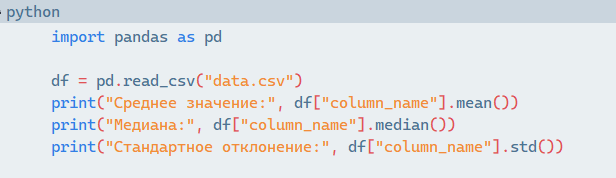 python
import pandas as pd
df = pd.read_csv("data.csv")
print("Среднее значение:", df["column_name"].mean())
print("Медиана:", df["column_name"].median())
print("Стандартное отклонение:", df["column_name"].std())